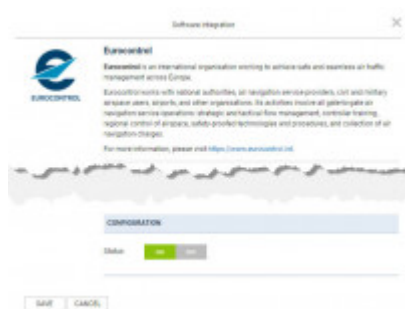 Software integration
Eurocontrol
Eurocontrol is an international organisation working to achieve safe and seamless air traffic
management across Europe.
EUROCONTROL
Eurocontrol works with national authorities, air navigation service providers, civil and military
airspace users, airports, and other organisations. Its activities involve all gate-to-gate air
navigation service operations: strategic and tactical flow management, controller training,
regional control of airspace, safety-proofed technologies and procedures, and collection of air
navigation charges.
For more information, please visit https://www.eurocontrol.int.
CONFIGURATION
Status:
SAVE CANCEL